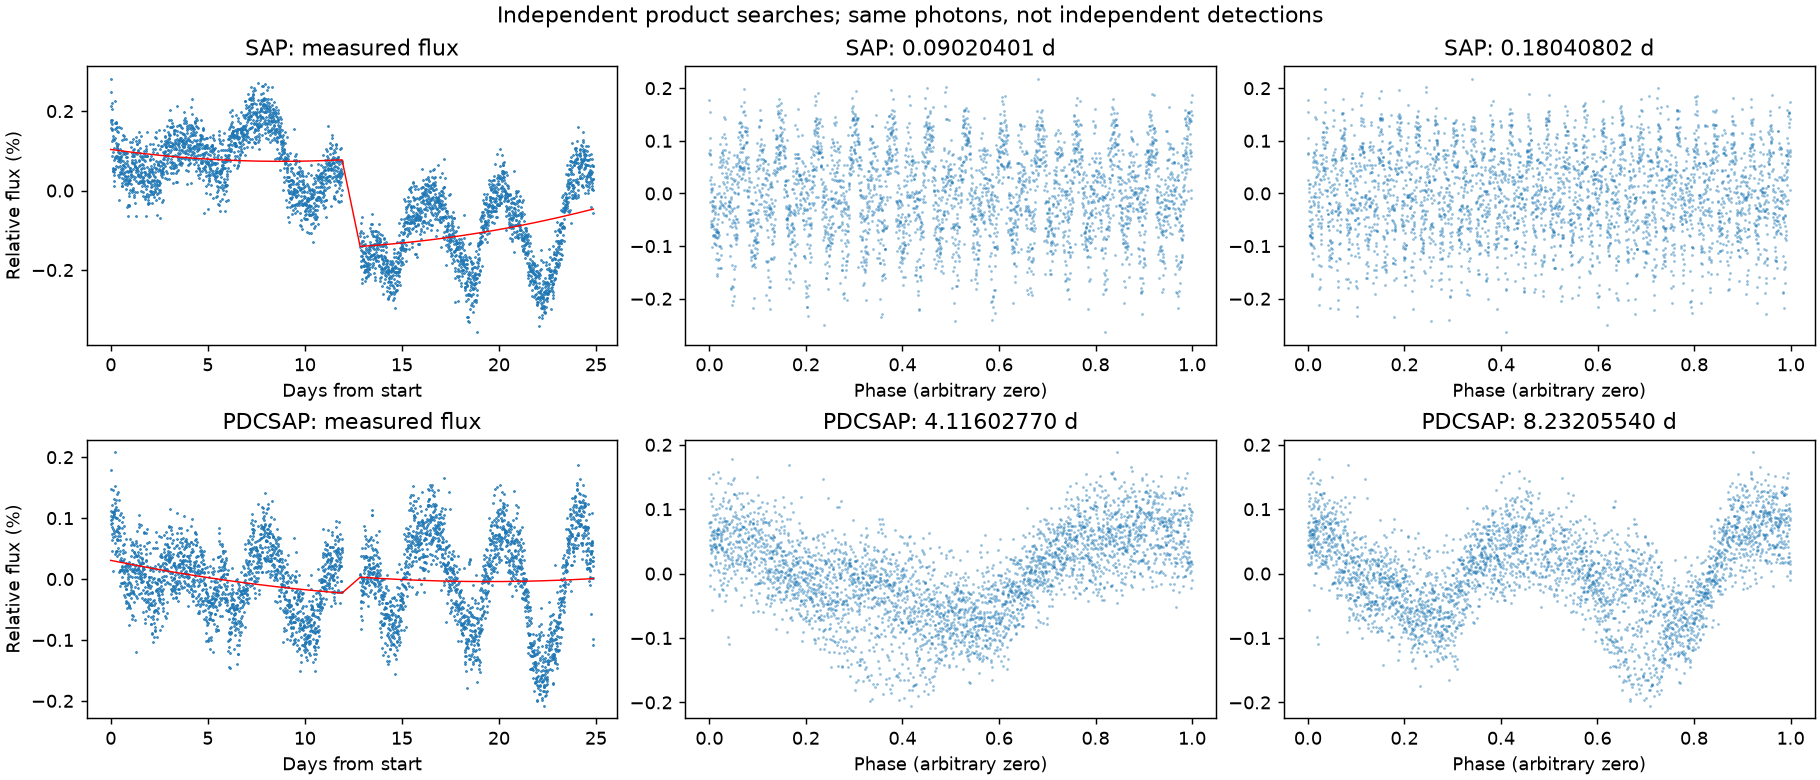 Independent product searches; same photons, not independent detections
SAP: measured flux
SAP: 0.09020401 d
SAP: 0.18040802 d
Relative flux (%)
0.2
0.0
−0.2
0 5 10 15 20 25
Days from start
0.2
0.1
0.0
−0.1
−0.2
0.0 0.2 0.4 0.6 0.8 1.0
Phase (arbitrary zero)
0.2
0.1
0.0
−0.1
−0.2
0.0 0.2 0.4 0.6 0.8 1.0
Phase (arbitrary zero)
PDCSAP: measured flux
PDCSAP: 4.11602770 d
PDCSAP: 8.23205540 d
Relative flux (%)
0.2
0.1
0.0
−0.1
−0.2
0 5 10 15 20 25
Days from start
0.2
0.1
0.0
−0.1
−0.2
0.0 0.2 0.4 0.6 0.8 1.0
Phase (arbitrary zero)
0.2
0.1
0.0
−0.1
−0.2
0.0 0.2 0.4 0.6 0.8 1.0
Phase (arbitrary zero)